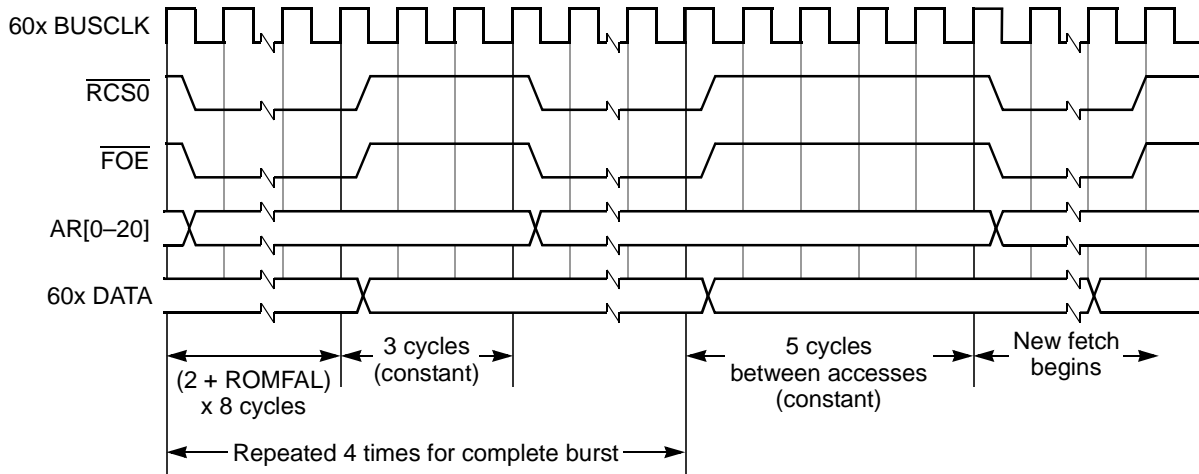 60x BUSCLK
RCS0
FOE
AR[0–20]
60x DATA
(2 + ROMFAL)
x 8 cycles
3 cycles
(constant)
5 cycles
between accesses
(constant)
New fetch
begins
Repeated 4 times for complete burst